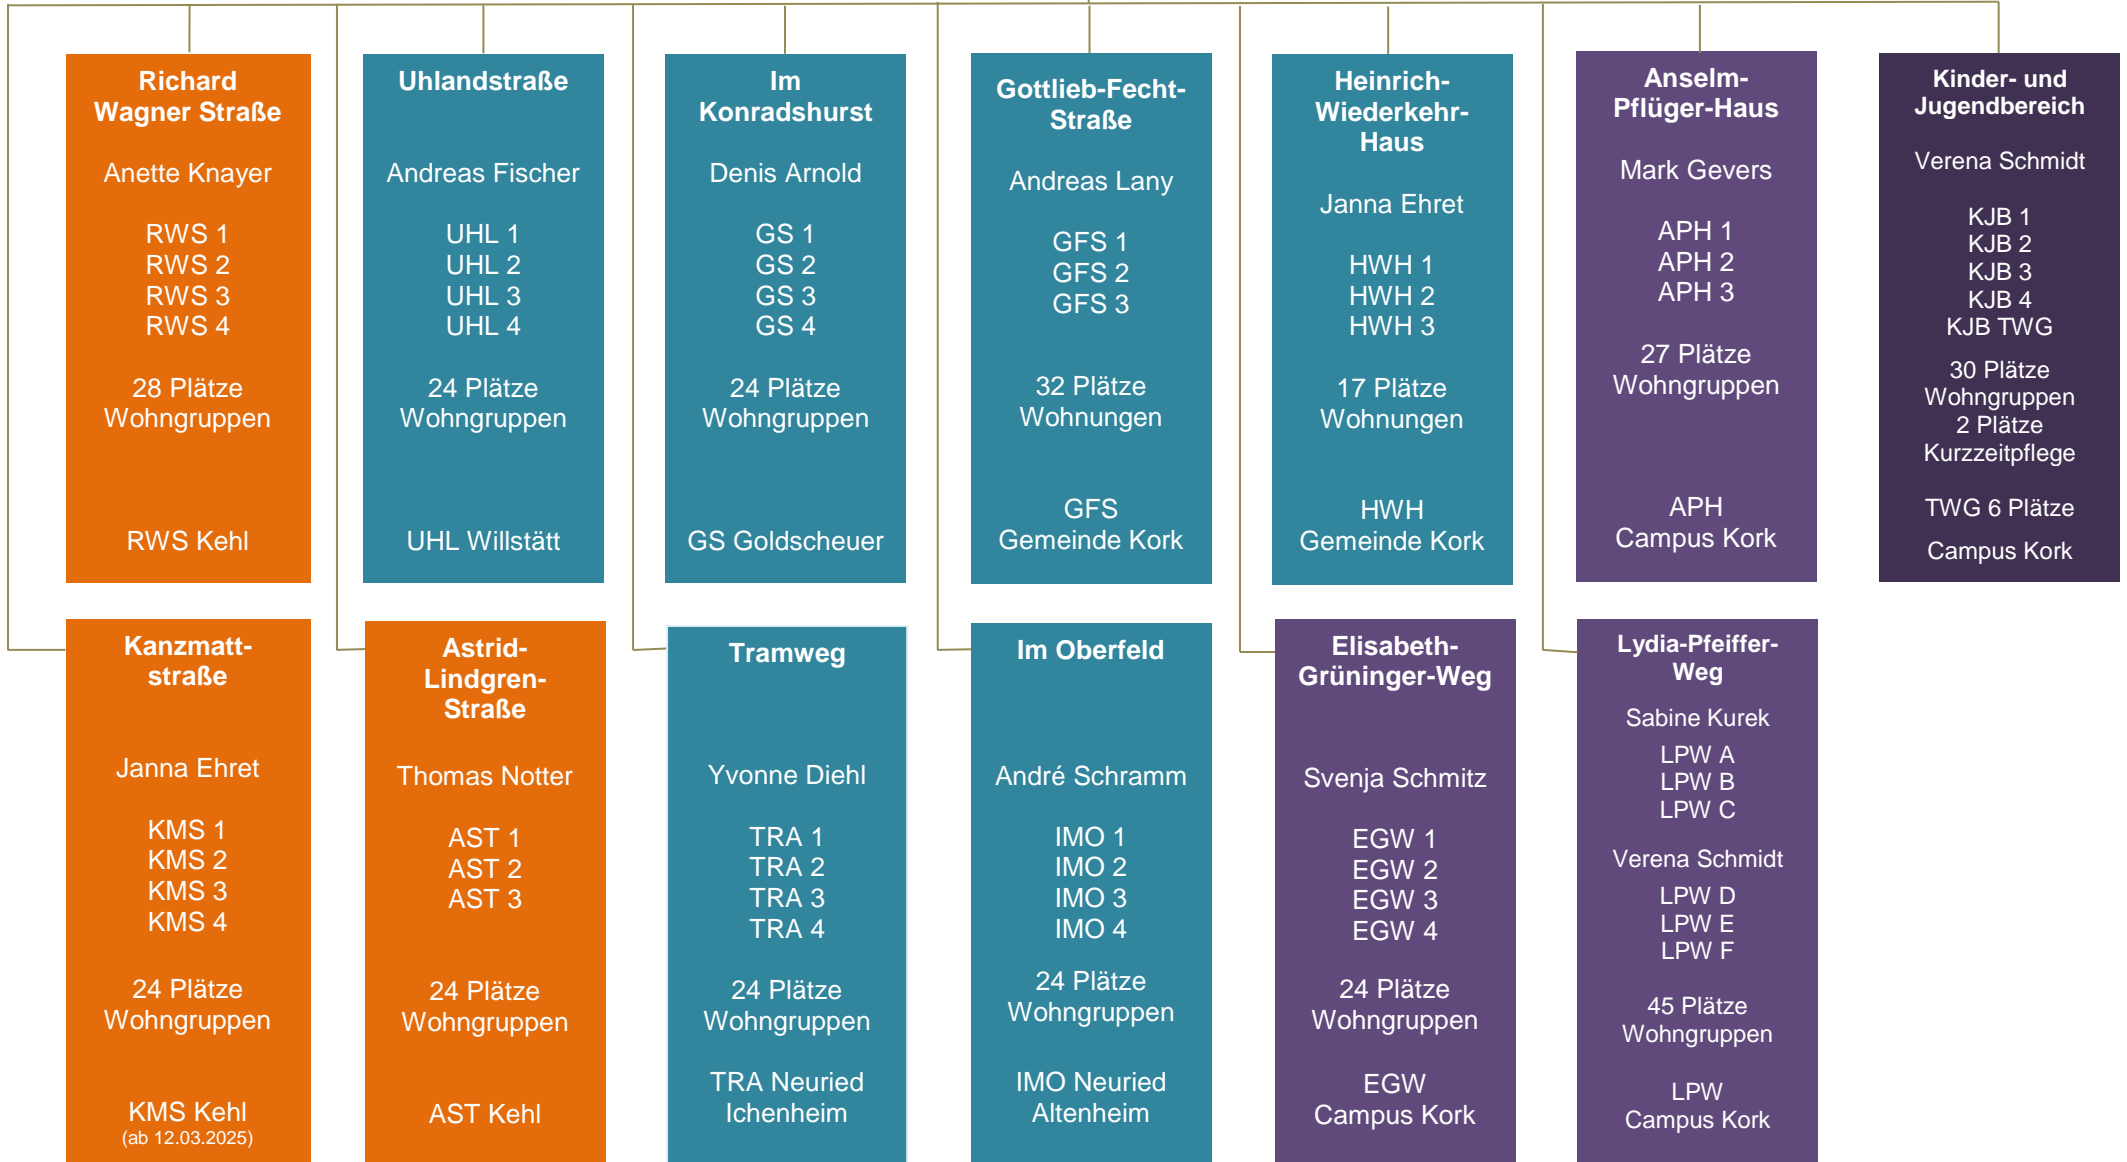 Richard
Wagner Straße
Anette Knayer
RWS 1
RWS 2
RWS 3
RWS 4
28 Plätze
Wohngruppen
RWS Kehl
Uhlandstraße
Andreas Fischer
UHL 1
UHL 2
UHL 3
UHL 4
24 Plätze
Wohngruppen
UHL Willstätt
Im
Konradshurst
Denis Arnold
GS 1
GS 2
GS 3
GS 4
24 Plätze
Wohngruppen
GS Goldscheuer
Gottlieb-Fecht-
Straße
Andreas Lany
GFS 1
GFS 2
GFS 3
32 Plätze
Wohnungen
GFS
Gemeinde Kork
Heinrich-
Wiederkehr-
Haus
Janna Ehret
HWH 1
HWH 2
HWH 3
17 Plätze
Wohnungen
HWH
Gemeinde Kork
Anselm-
Pflüger-Haus
Mark Gevers
APH 1
APH 2
APH 3
27 Plätze
Wohngruppen
APH
Campus Kork
Kinder- und
Jugendbereich
Verena Schmidt
KJB 1
KJB 2
KJB 3
KJB 4
KJB TWG
30 Plätze
Wohngruppen
2 Plätze
Kurzzeitpflege
TWG 6 Plätze
Campus Kork
Kanzmatt-
straße
Janna Ehret
KMS 1
KMS 2
KMS 3
KMS 4
24 Plätze
Wohngruppen
KMS Kehl
(ab 12.03.2025)
Astrid-
Lindgren-
Straße
Thomas Notter
AST 1
AST 2
AST 3
24 Plätze
Wohngruppen
AST Kehl
Tramweg
Yvonne Diehl
TRA 1
TRA 2
TRA 3
TRA 4
24 Plätze
Wohngruppen
TRA Neuried
Ichenheim
Im Oberfeld
André Schramm
IMO 1
IMO 2
IMO 3
IMO 4
24 Plätze
Wohngruppen
IMO Neuried
Altenheim
Elisabeth-
Grüninger-Weg
Svenja Schmitz
EGW 1
EGW 2
EGW 3
EGW 4
24 Plätze
Wohngruppen
EGW
Campus Kork
Lydia-Pfeiffer-
Weg
Sabine Kurek
LPW A
LPW B
LPW C
Verena Schmidt
LPW D
LPW E
LPW F
45 Plätze
Wohngruppen
LPW
Campus Kork